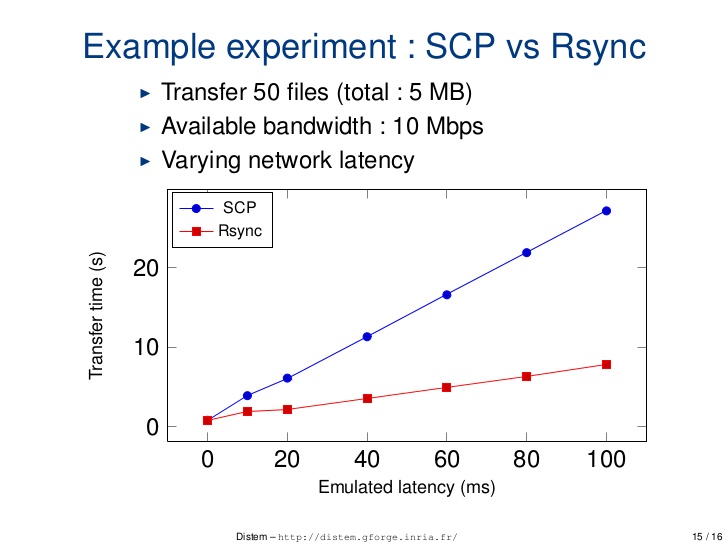 Example experiment : SCP vs Rsync
▶ Transfer 50 files (total : 5 MB)
▶ Available bandwidth : 10 Mbps
▶ Varying network latency
SCP
Rsync
Transfer time (s)
20
10
0
0 20 40 60 80 100
Emulated latency (ms)
Distem – http://distem.gforge.inria.fr/ 15 / 16